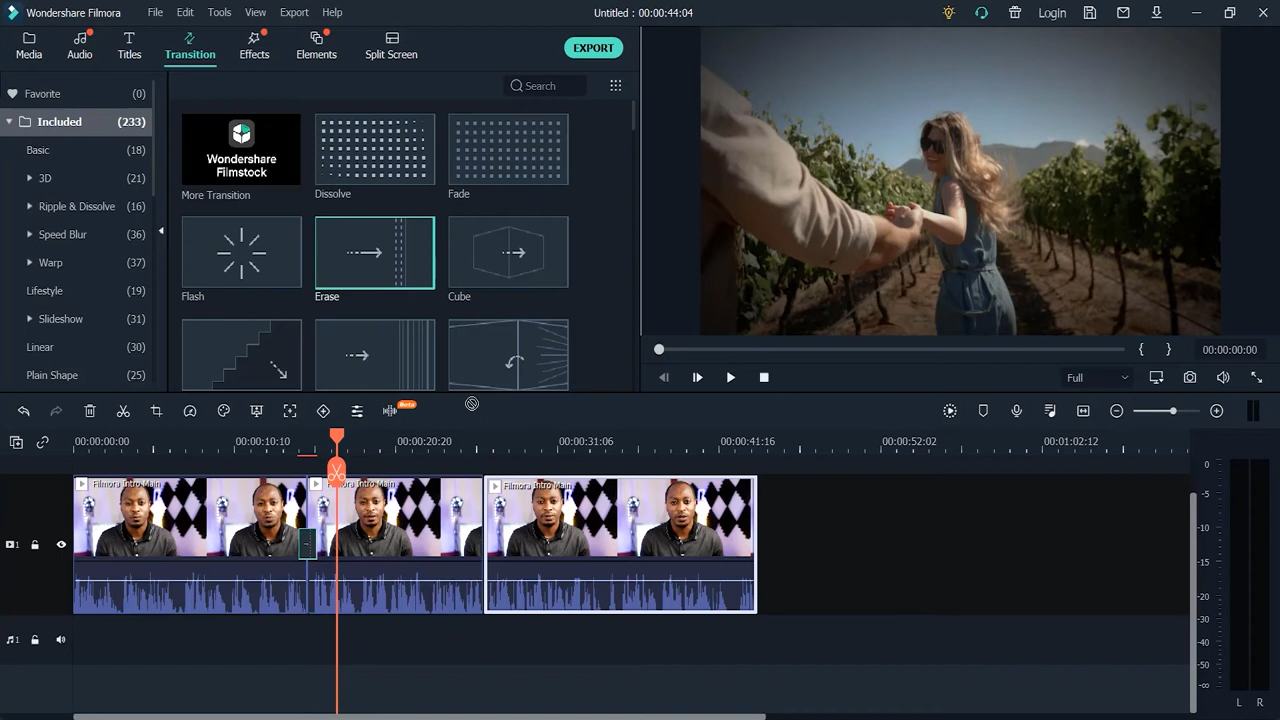 Wondershare Filmora File Edit Tools View Export Help Untitled : 00:00:44:04 Login
Media Audio Titles Transition Effects Elements Split Screen EXPORT
Favorite (0) Search
Included (233)
Basic (18)
3D (21)
Ripple & Dissolve (16)
Speed Blur (36)
Warp (37)
Lifestyle (19)
Slideshow (31)
Linear (30)
Plain Shape (25)
Wondershare
Filmstock
More Transition Dissolve Fade
Flash Erase Cube
{ } 00:00:00:00
Full
Beta
00:00:00:00 00:00:10:10 00:00:20:20 00:00:31:06 00:00:41:16 00:00:52:02 00:01:02:12
Filmora Intro Main Filmora Intro Main Filmora Intro Main
1
1
0
-5
-10
-15
-20
-30
-40
-50
-∞
L R